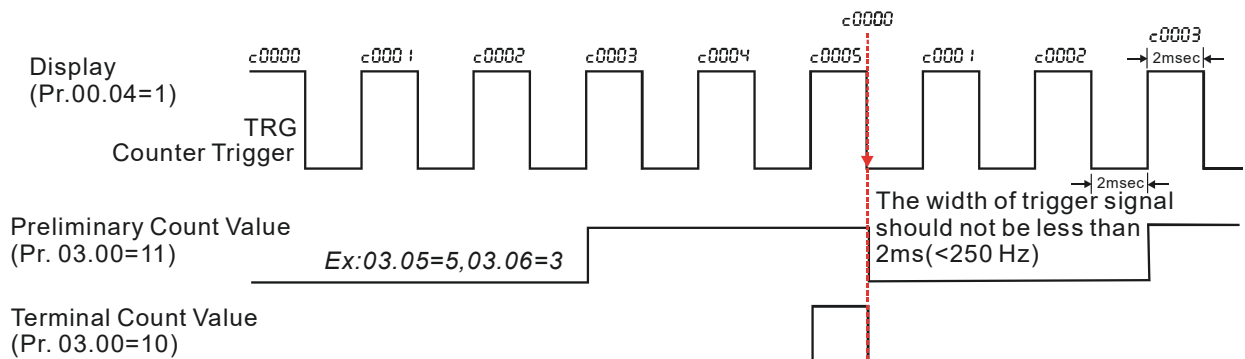 c0000
c0000 c0001 c0002 c0003 c0004 c0005 c0001 c0002 c0003
Display
(Pr.00.04=1)
2msec
TRG
Counter Trigger
2msec
Preliminary Count Value
(Pr. 03.00=11)
Ex:03.05=5,03.06=3
The width of trigger signal
should not be less than
2ms(<250 Hz)
Terminal Count Value
(Pr. 03.00=10)